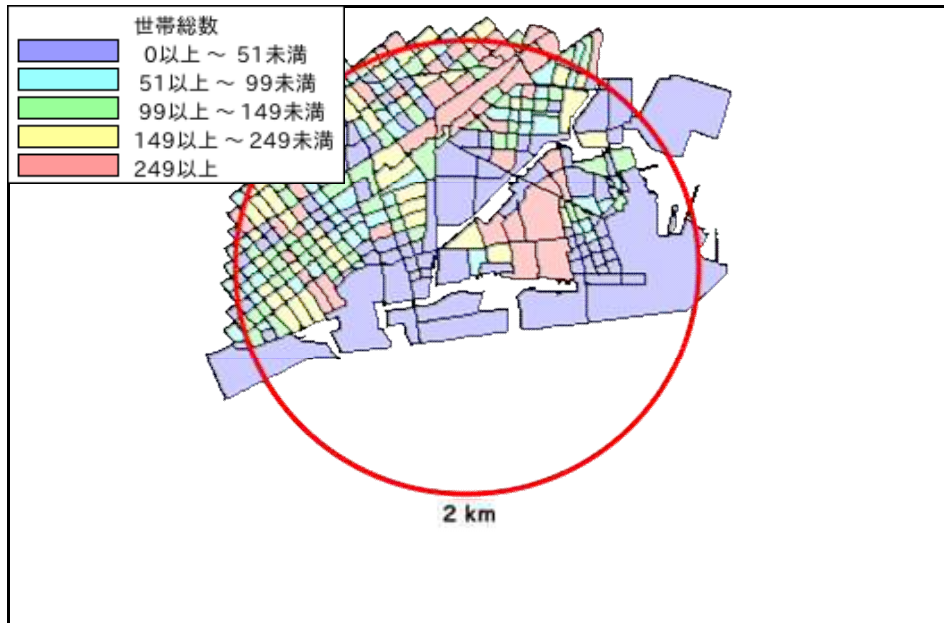 世帯総数
0以上 ～ 51未満
51以上 ～ 99未満
99以上 ～ 149未満
149以上 ～ 249未満
249以上
2 km